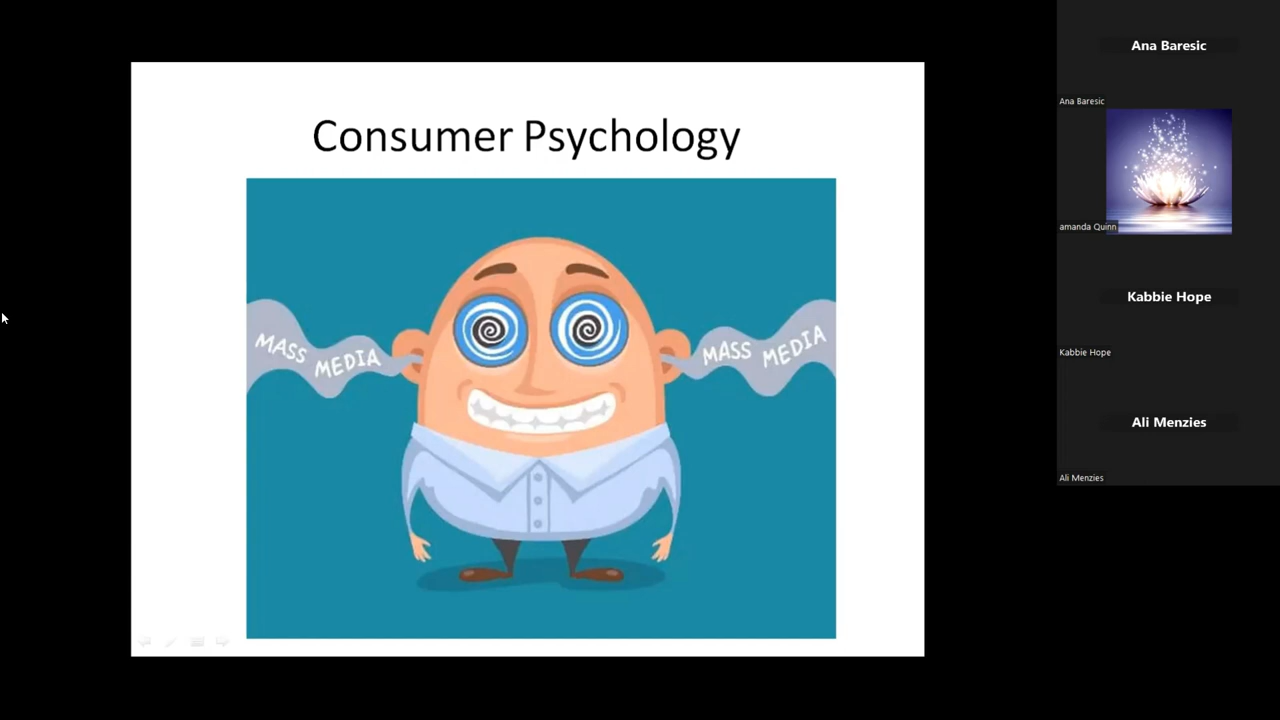 Consumer Psychology
MASS MEDIA
MASS MEDIA
Ana Baresic
Ana Baresic
amanda Quinn
Kabbie Hope
Kabbie Hope
Ali Menzies
Ali Menzies